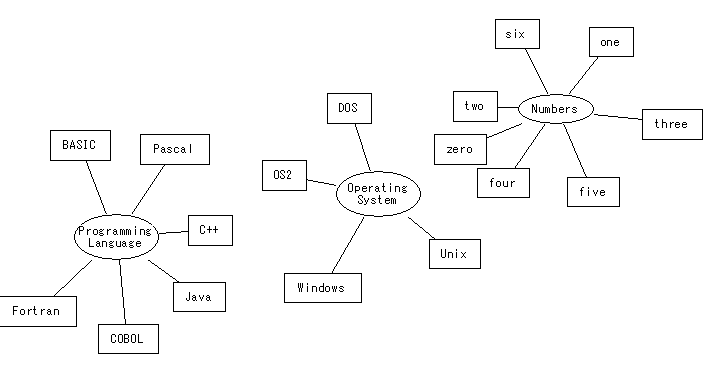 BASIC
Pascal
Programming
Language
C++
Fortran
COBOL
Java
DOS
OS2
Operating
System
Windows
Unix
six
one
two
Numbers
three
zero
four
five